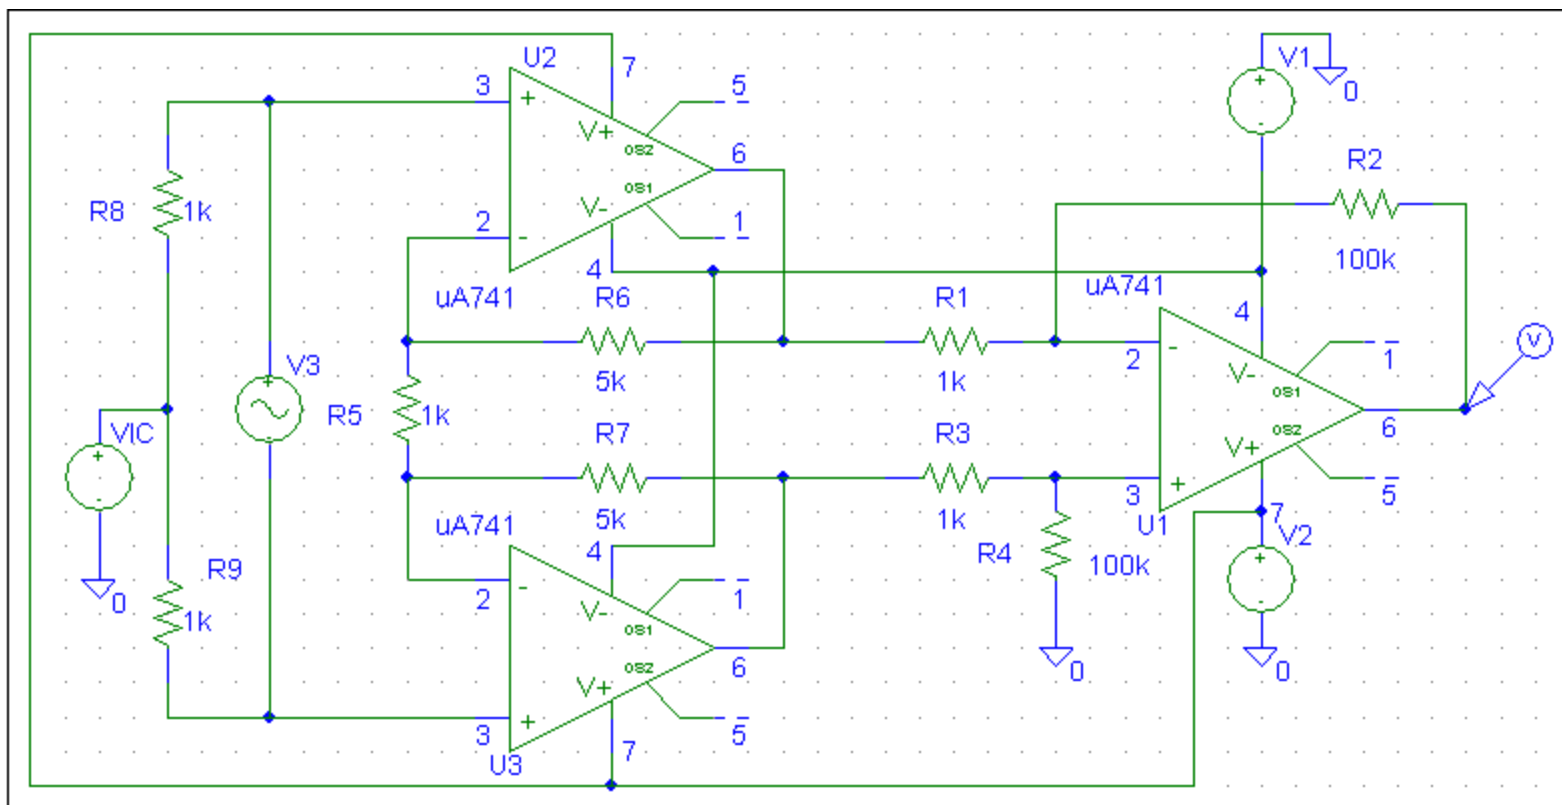 U2
7
3
+
5
V+
OS2
6
OS1
V-
2
-
1
4
uA741
R8
1k
V3
+
-
VIC
+
-
0
R9
1k
R5
1k
R6
5k
R7
5k
uA741
4
2
-
1
V-
OS1
6
OS2
V+
3
+
5
U3
7
R1
1k
R3
1k
R4
100k
0
V1
+
-
0
R2
100k
uA741
4
2
-
1
V-
OS1
6
OS2
V+
3
+
5
U1
7
V2
+
-
0
V